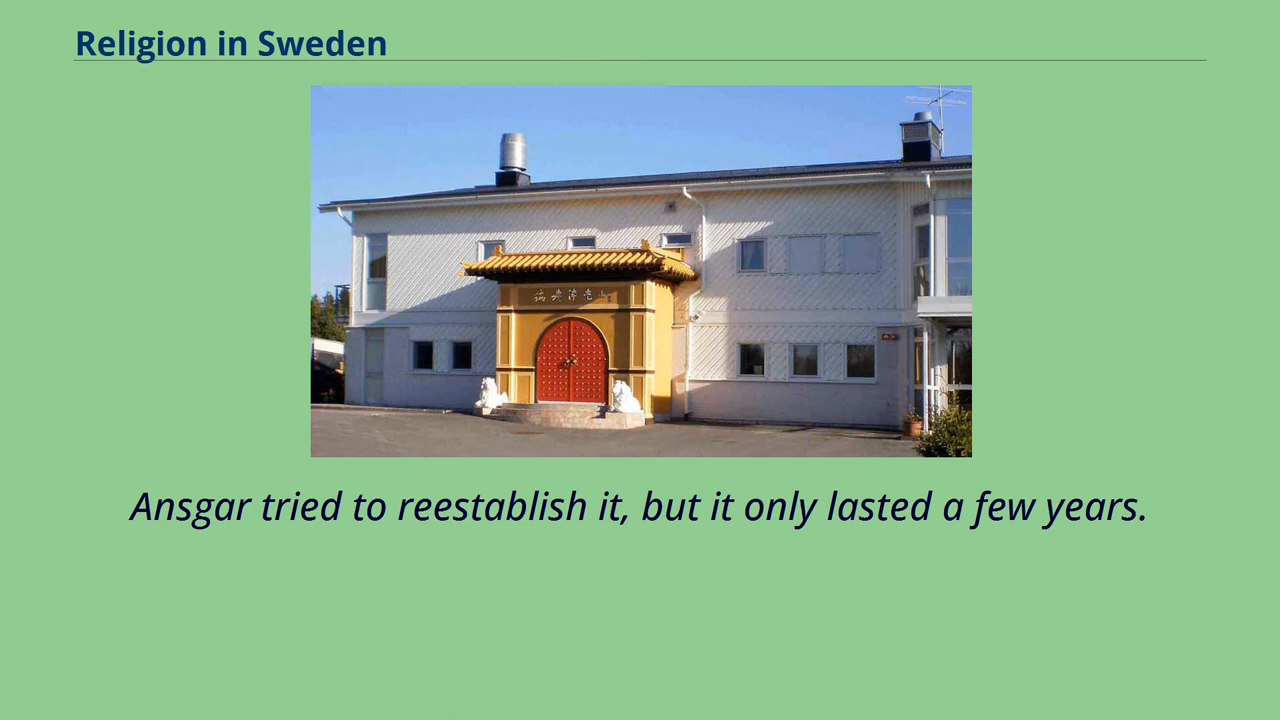 Religion in Sweden
Ansgar tried to reestablish it, but it only lasted a few years.